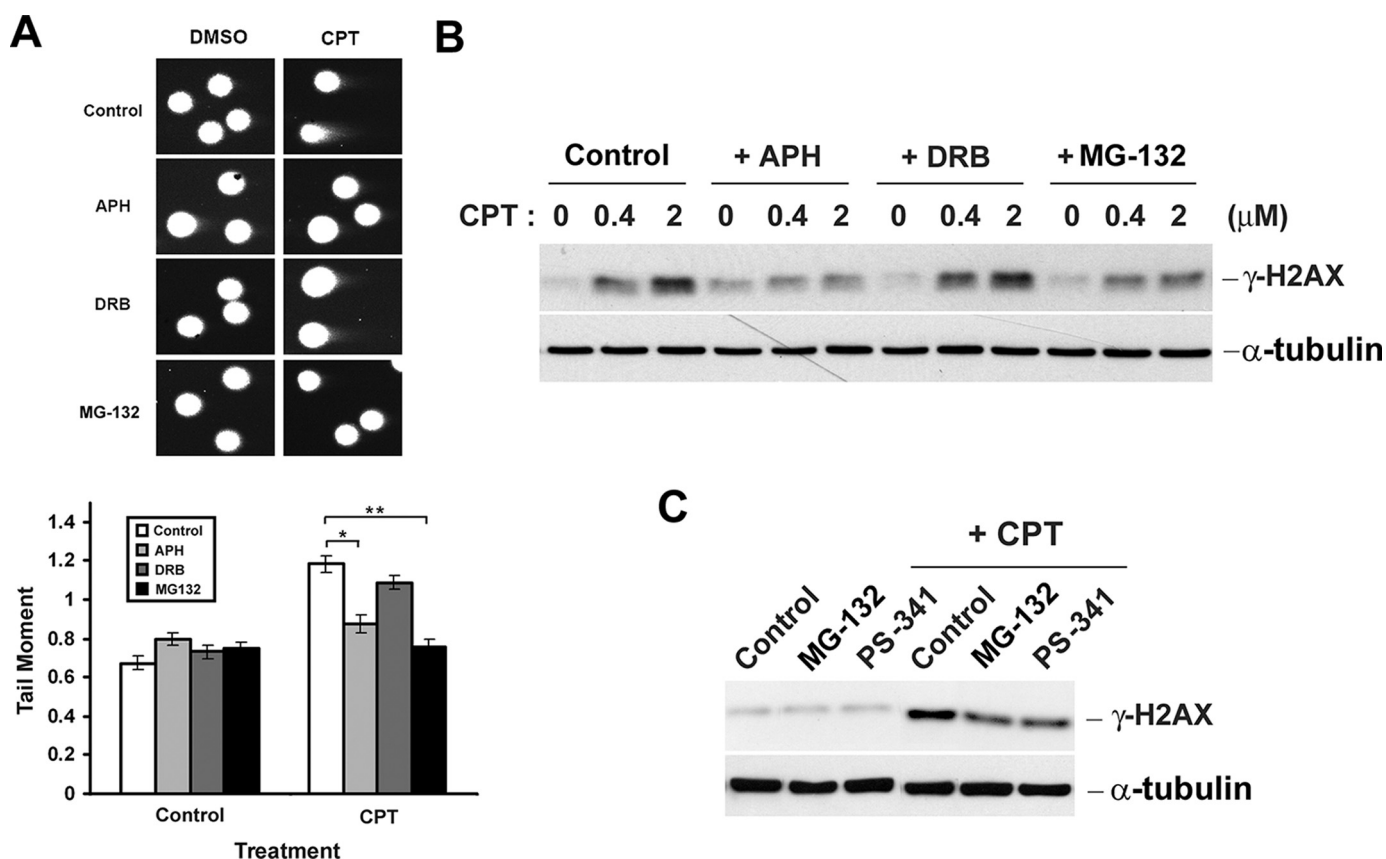 A
DMSO CPT
Control
APH
DRB
MG-132
1.4
1.2
1
0.8
0.6
0.4
0.2
0
Tail Moment
Control
APH
DRB
MG132
*
**
Control CPT
Treatment
B
Control + APH + DRB + MG-132
CPT : 0 0.4 2 0 0.4 2 0 0.4 2 0 0.4 2 (μM)
– γ-H2AX
– α-tubulin
C
+ CPT
Control MG-132 PS-341 Control MG-132 PS-341
– γ-H2AX
– α-tubulin